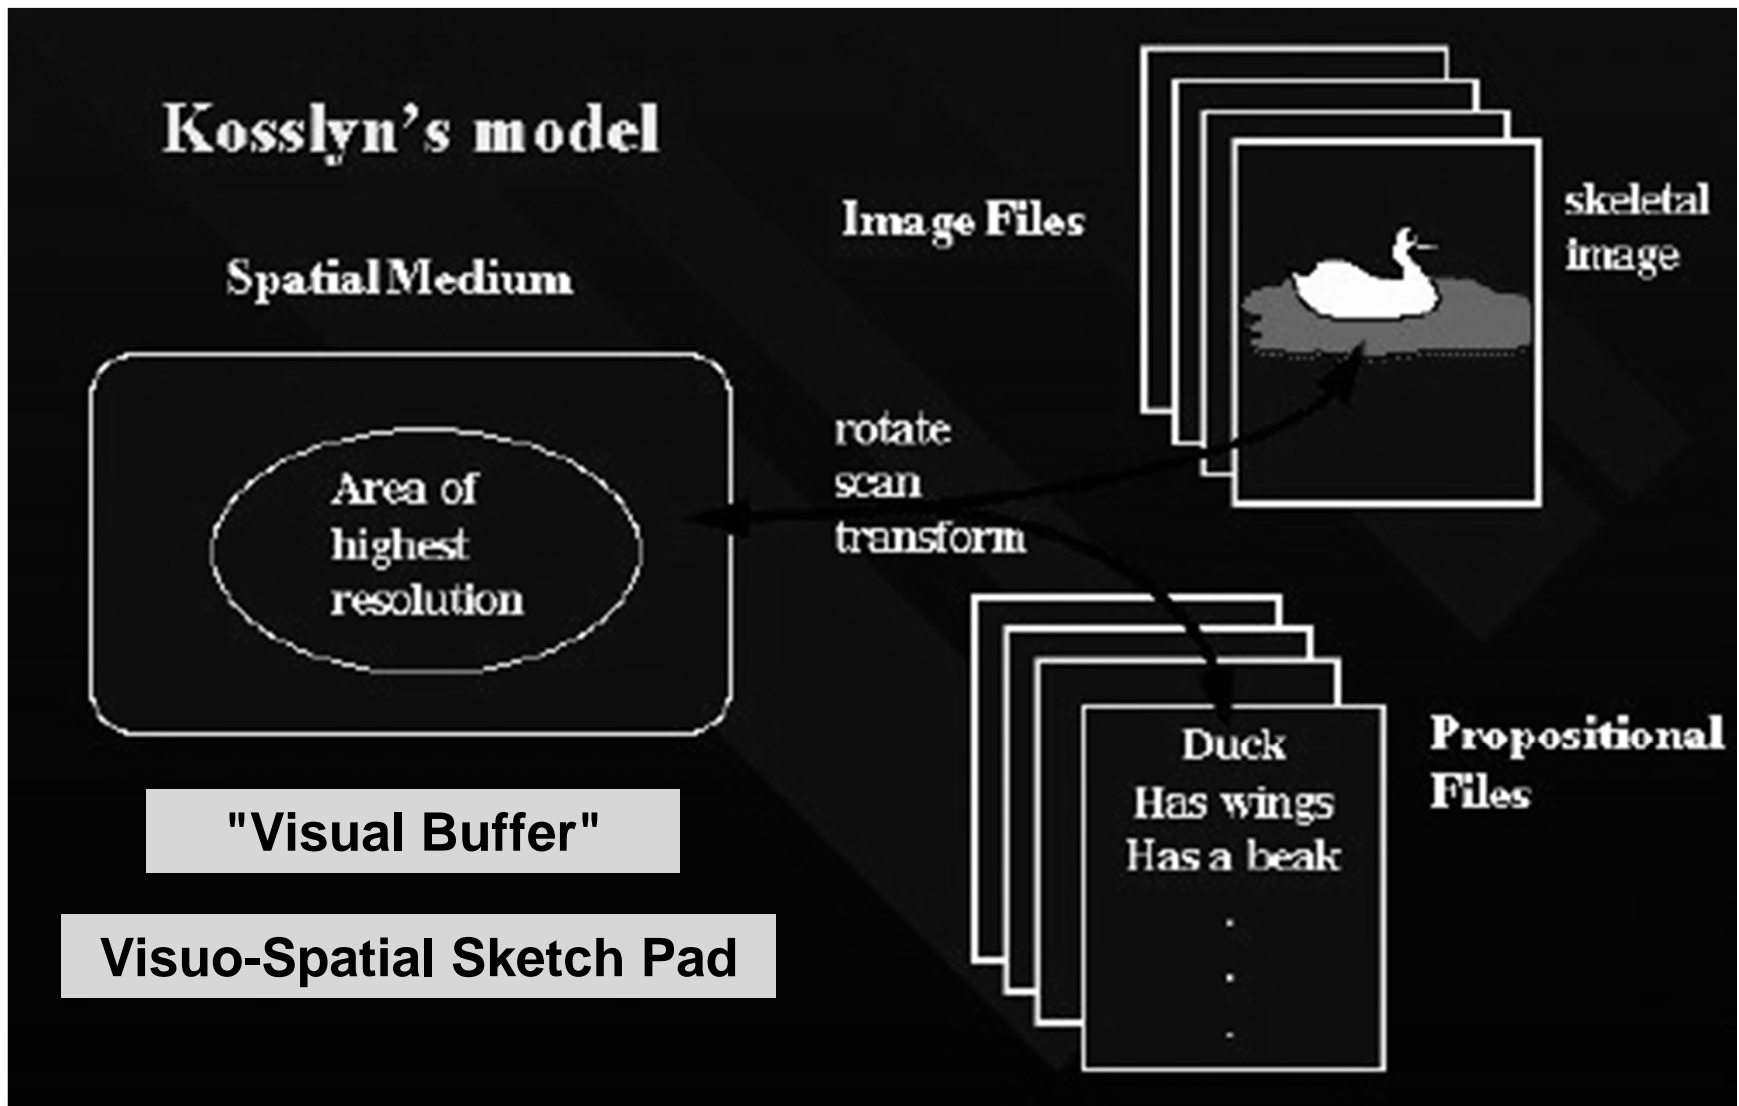 Kosslyn's model
Spatial Medium
Area of
highest
resolution
"Visual Buffer"
Visuo-Spatial Sketch Pad
rotate
scan
transform
Image Files
skeletal
image
Duck
Has wings
Has a beak
.
.
.
Propositional
Files